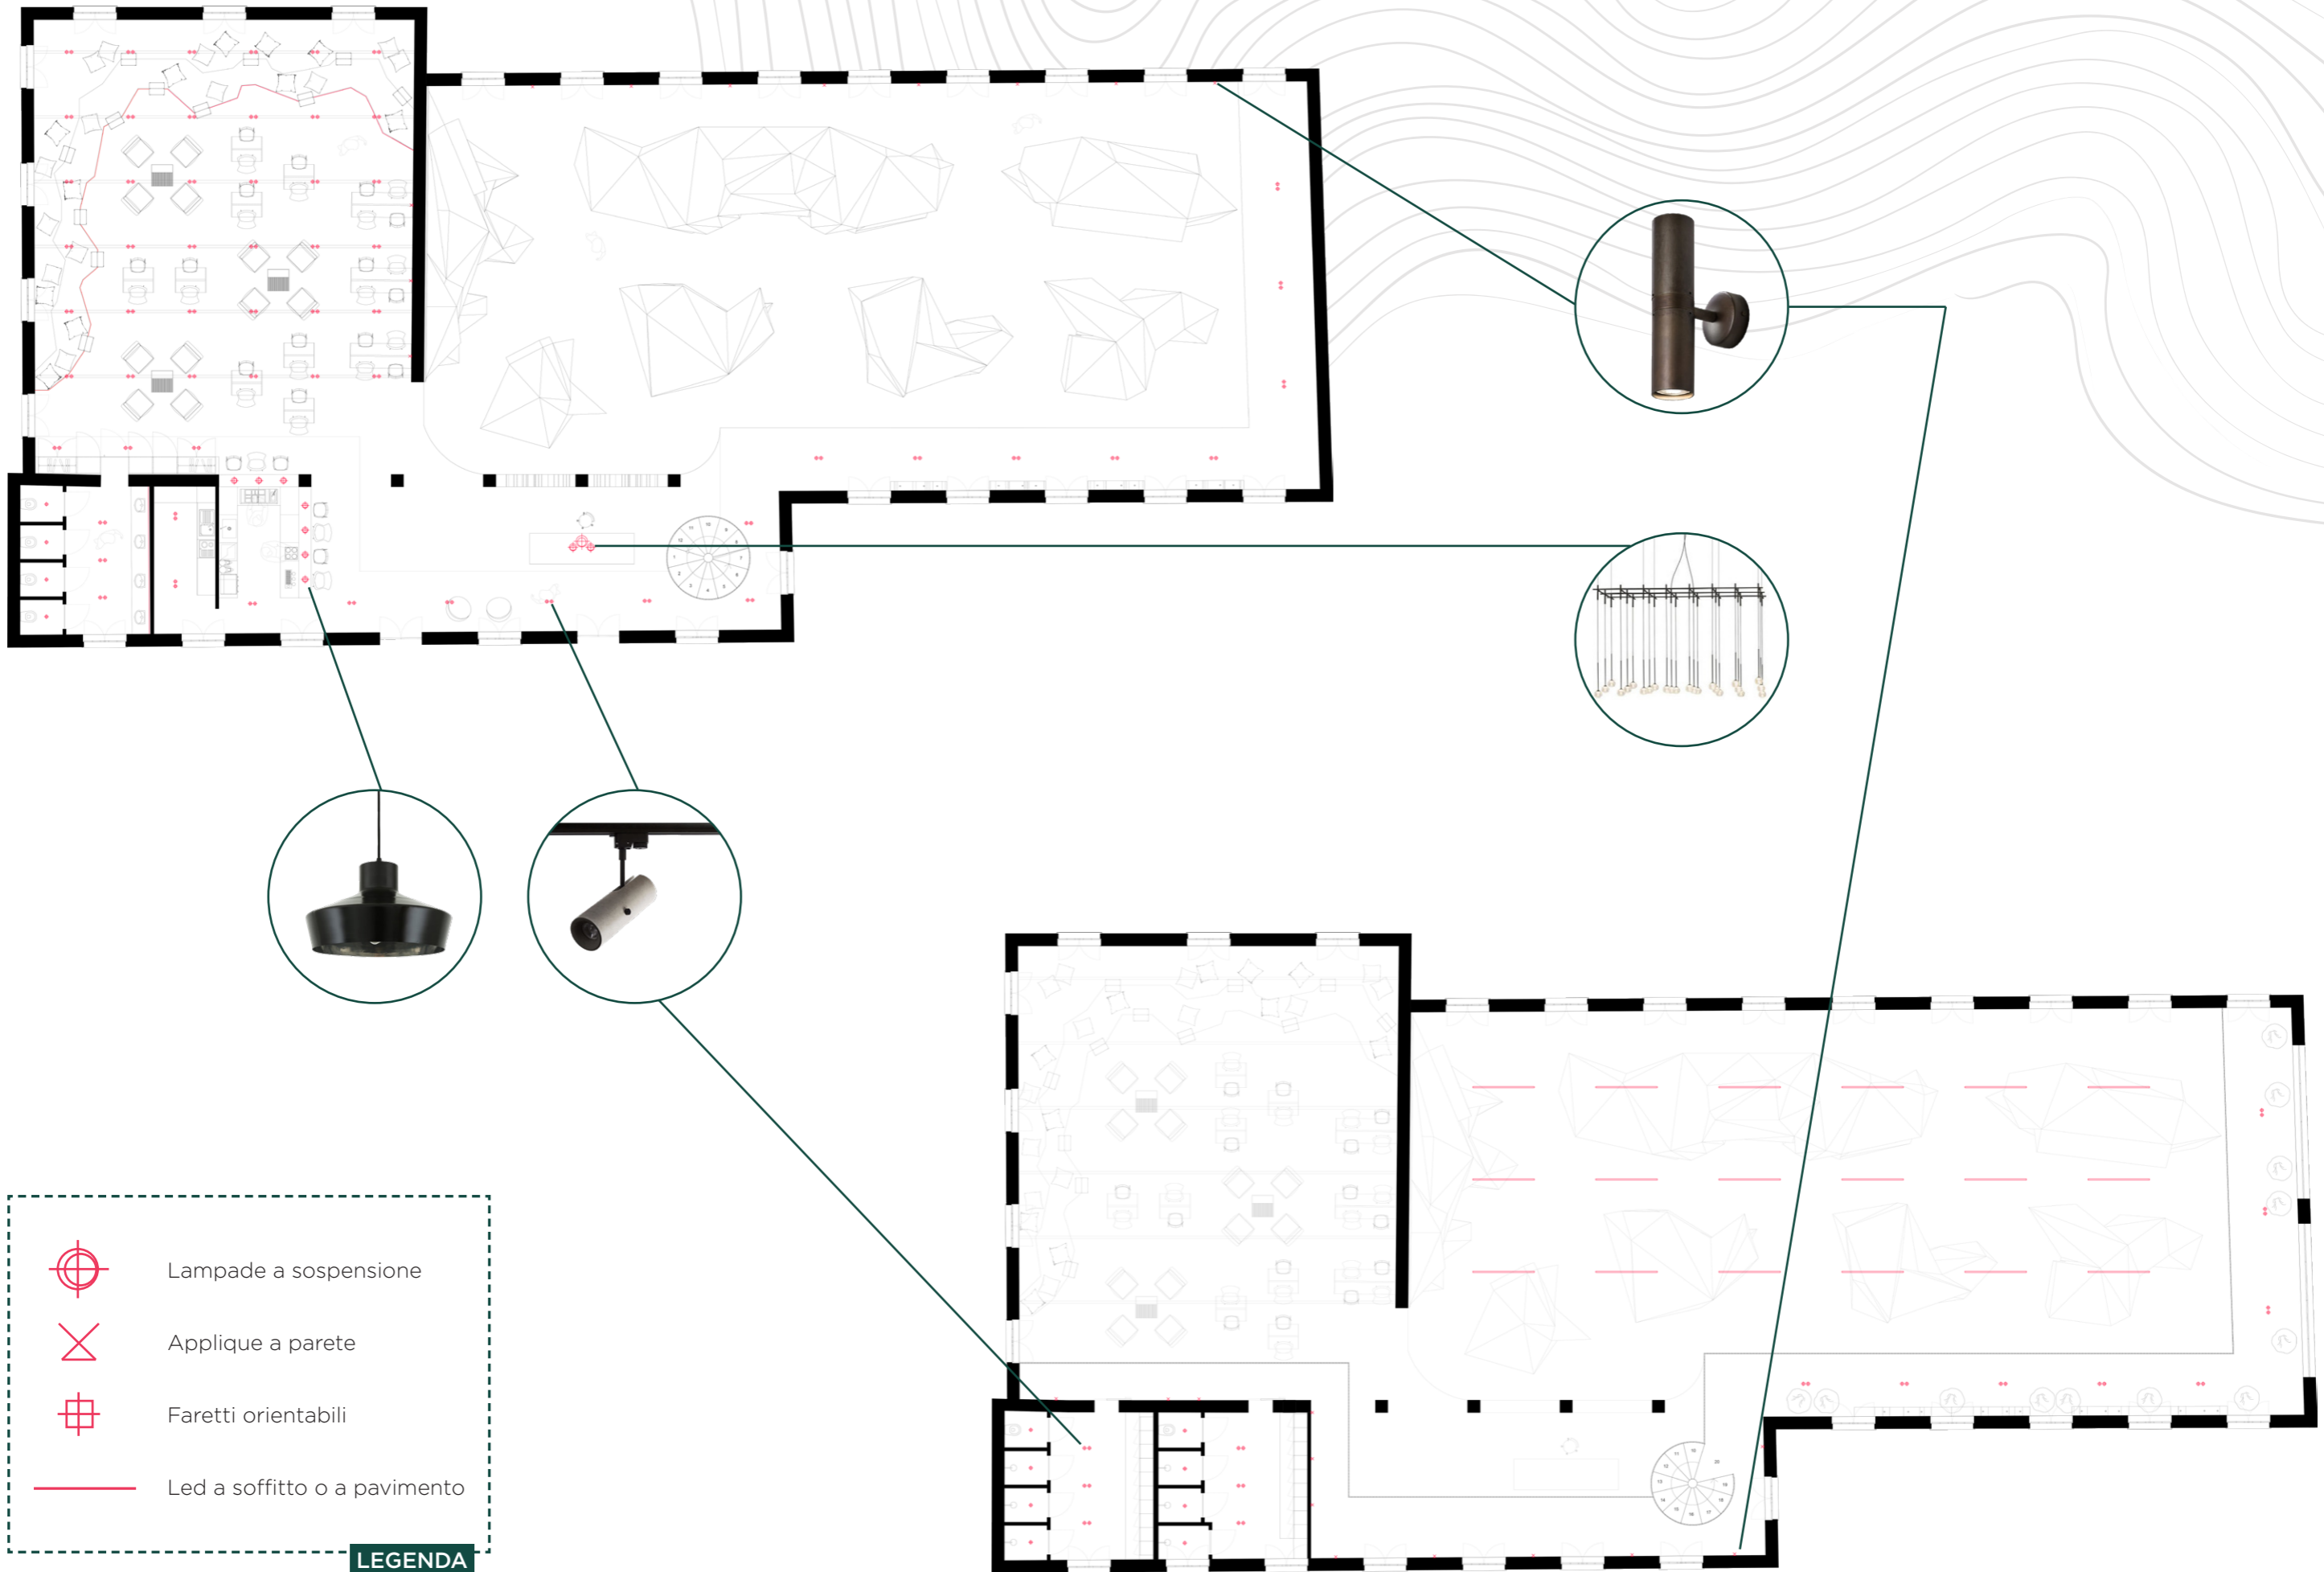 Lampade a sospensione
Applique a parete
Faretti orientabili
Led a soffitto o a pavimento
LEGENDA